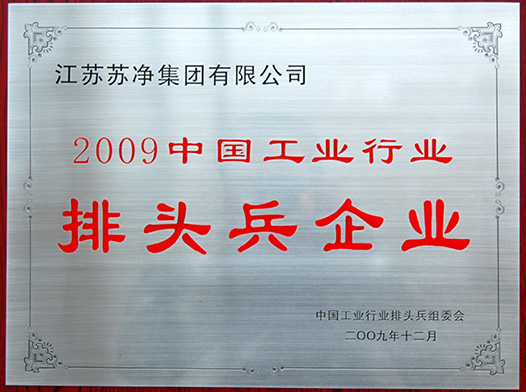 江苏苏净集团有限公司
2009中国工业行业
排头兵企业
中国工业行业排头兵组委会
二〇〇九年十二月